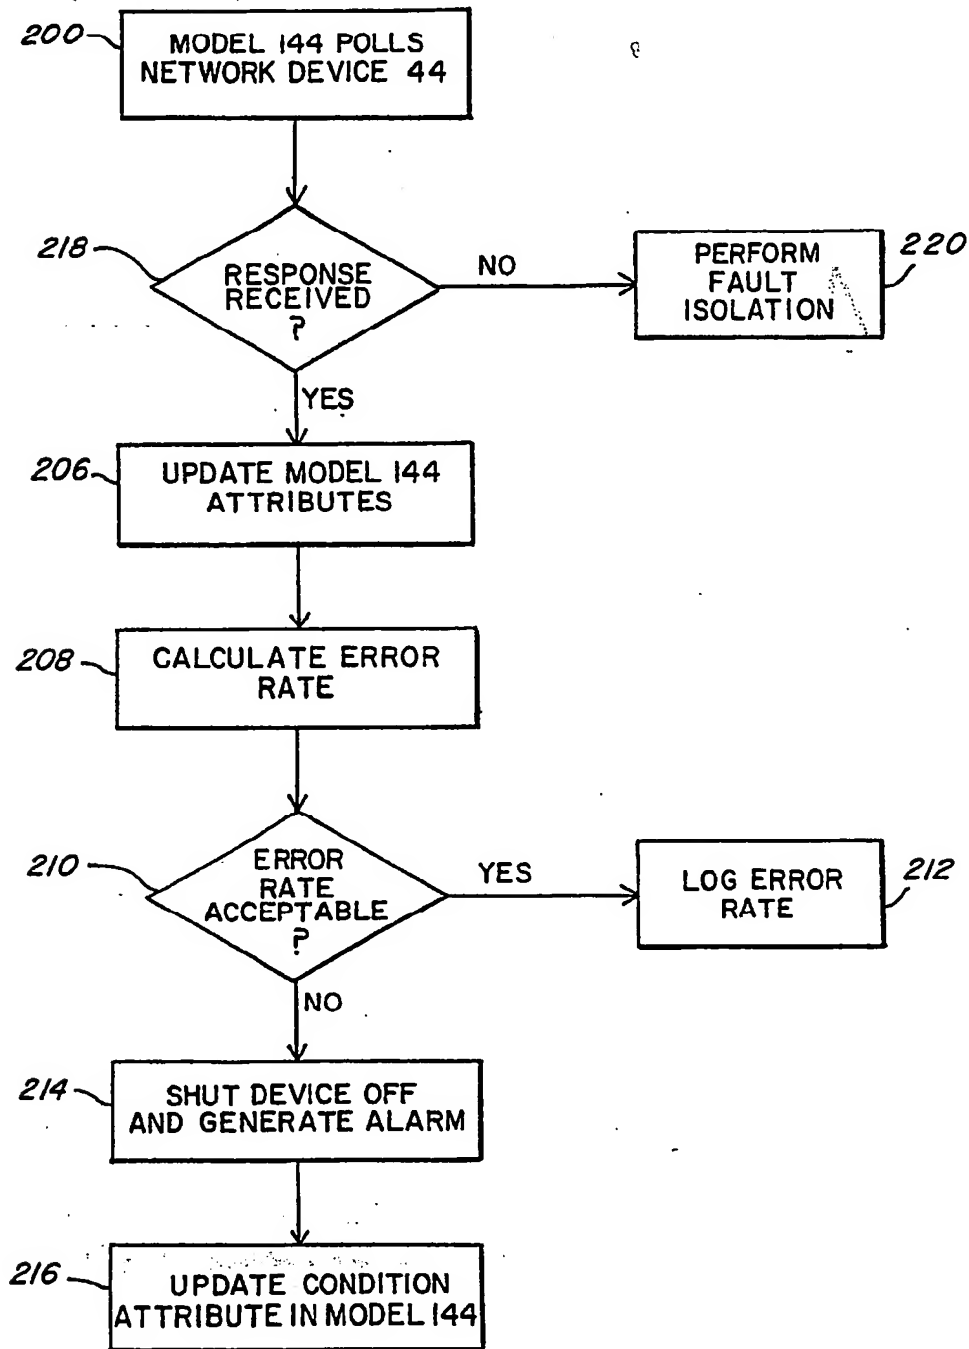 200
MODEL 144 POLLS
NETWORK DEVICE 44
218
RESPONSE
RECEIVED
?
NO
PERFORM
FAULT
ISOLATION
220
YES
206
UPDATE MODEL 144
ATTRIBUTES
208
CALCULATE ERROR
RATE
210
ERROR
RATE
ACCEPTABLE
?
YES
LOG ERROR
RATE
212
NO
214
SHUT DEVICE OFF
AND GENERATE ALARM
216
UPDATE CONDITION
ATTRIBUTE IN MODEL 144